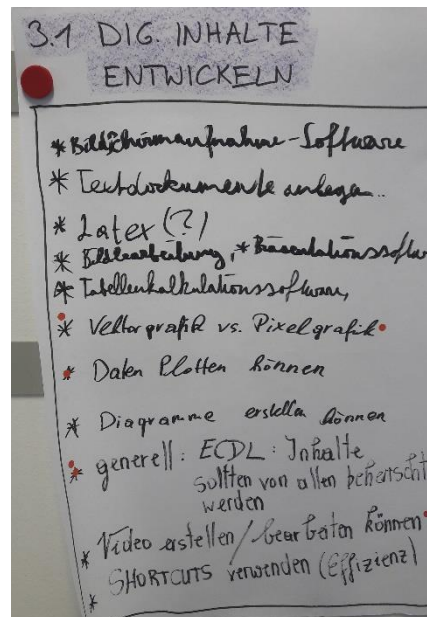 3.1 DIG. INHALTE
ENTWICKELN
* Bildschirmaufnahme-Software
* Textdokumente anlegen..
* Latex (?)
* Bildbearbeitung, * Präsentationssoftw
* Tabellenkalkulationssoftware,
* Vektorgrafik vs. Pixelgrafik
* Daten Plotten können
* Diagramme erstellen können
* generell: ECDL: Inhalte
sollten von allen beherrscht
werden
* Video erstellen/bearbeiten können
* SHORTCUTS verwenden (Effizienz)
*